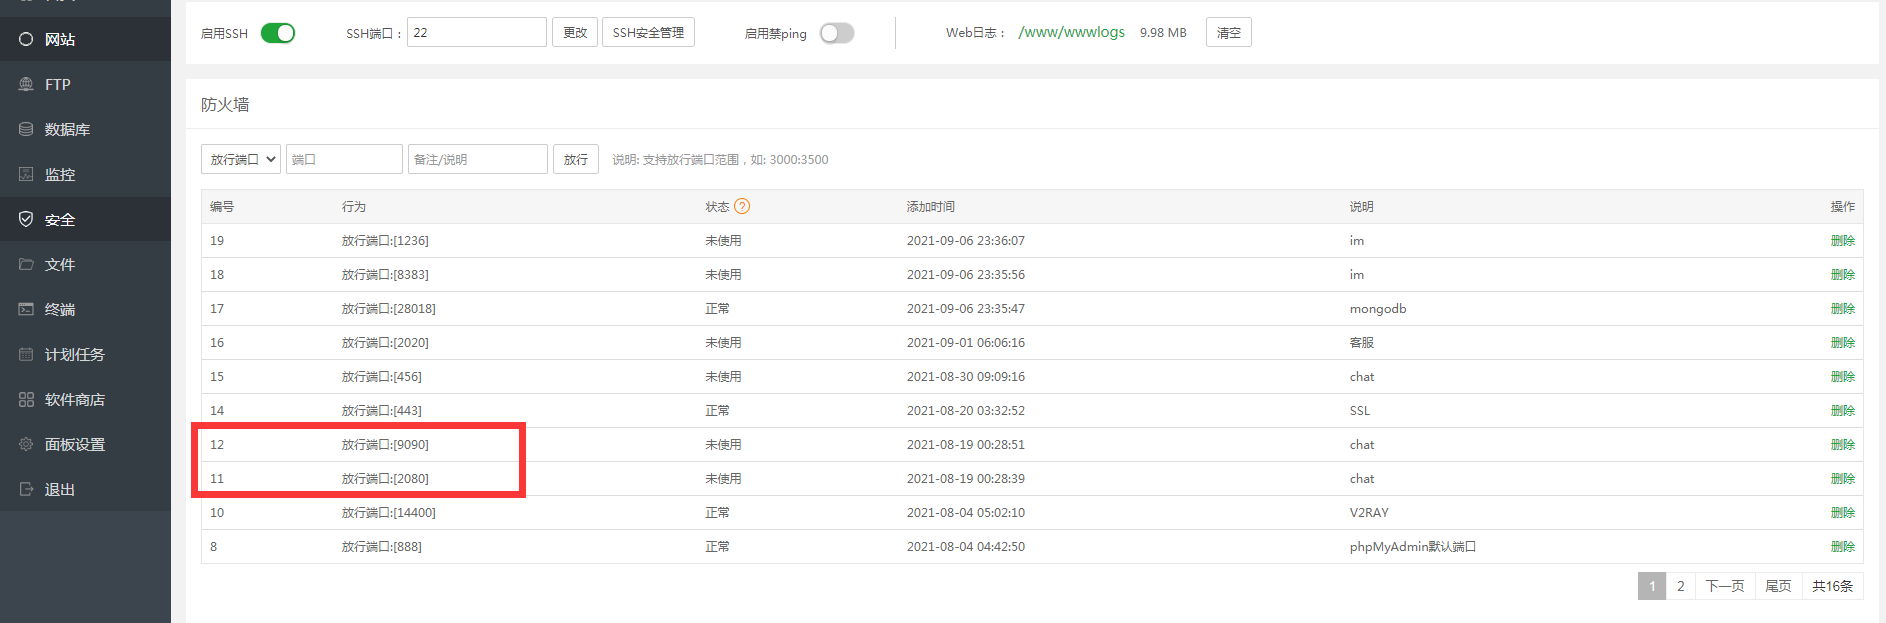 网站
FTP
数据库
监控
安全
文件
终端
计划任务
软件商店
面板设置
退出
启用SSH SSH端口： 22 更改 SSH安全管理 启用禁ping Web日志： /www/wwwlogs 9.98 MB 清空
防火墙
放行端口 端口 备注/说明 放行 说明: 支持放行端口范围，如: 3000:3500
编号 行为 状态 ? 添加时间 说明 操作
19 放行端口:[1236] 未使用 2021-09-06 23:36:07 im 删除
18 放行端口:[8383] 未使用 2021-09-06 23:35:56 im 删除
17 放行端口:[28018] 正常 2021-09-06 23:35:47 mongodb 删除
16 放行端口:[2020] 未使用 2021-09-01 06:06:16 客服 删除
15 放行端口:[456] 未使用 2021-08-30 09:09:16 chat 删除
14 放行端口:[443] 正常 2021-08-20 03:32:52 SSL 删除
12 放行端口:[9090] 未使用 2021-08-19 00:28:51 chat 删除
11 放行端口:[2080] 未使用 2021-08-19 00:28:39 chat 删除
10 放行端口:[14400] 正常 2021-08-04 05:02:10 V2RAY 删除
8 放行端口:[888] 正常 2021-08-04 04:42:50 phpMyAdmin默认端口 删除
1 2 下一页 尾页 共16条